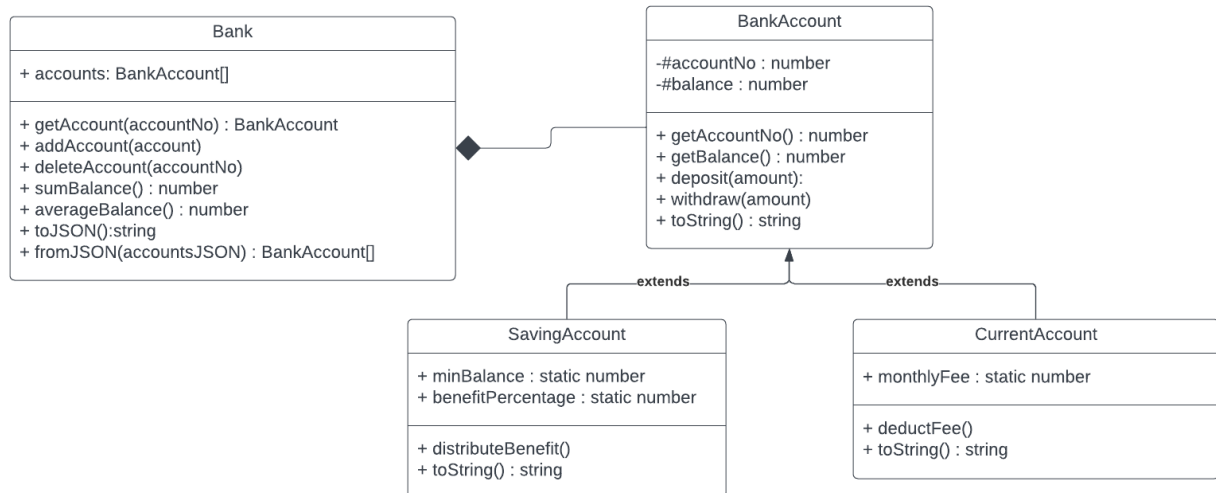 Bank
+ accounts: BankAccount[]
+ getAccount(accountNo) : BankAccount
+ addAccount(account)
+ deleteAccount(accountNo)
+ sumBalance() : number
+ averageBalance() : number
+ toJSON():string
+ fromJSON(accountsJSON) : BankAccount[]
BankAccount
-#accountNo : number
-#balance : number
+ getAccountNo() : number
+ getBalance() : number
+ deposit(amount):
+ withdraw(amount)
+ toString() : string
extends
extends
SavingAccount
+ minBalance : static number
+ benefitPercentage : static number
+ distributeBenefit()
+ toString() : string
CurrentAccount
+ monthlyFee : static number
+ deductFee()
+ toString() : string